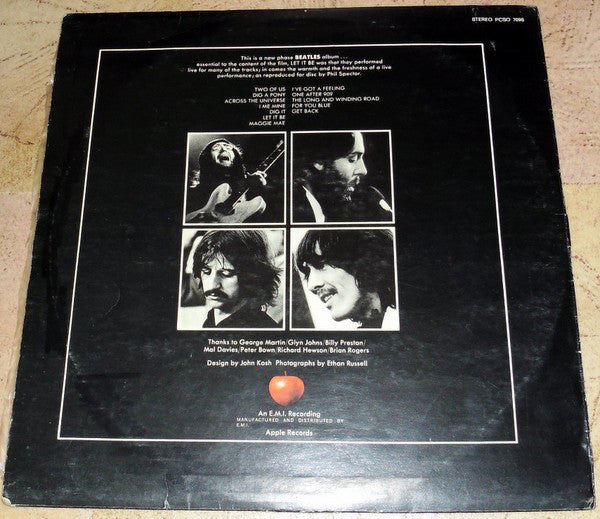 STEREO PCSO 7096
This is a new phase BEATLES album . . .
essential to the content of the film, LET IT BE was that they performed
live for many of the tracks; in comes the warmth and the freshness of a live
performance; as reproduced for disc by Phil Spector.
TWO OF US
DIG A PONY
ACROSS THE UNIVERSE
I ME MINE
DIG IT
LET IT BE
MAGGIE MAE
I'VE GOT A FEELING
ONE AFTER 909
THE LONG AND WINDING ROAD
FOR YOU BLUE
GET BACK
Thanks to George Martin/Glyn Johns/Billy Preston/
Mal Davies/Peter Bown/Richard Hewson/Brian Rogers
Design by John Kosh Photographs by Ethan Russell
An E.M.I. Recording
MANUFACTURED AND DISTRIBUTED BY
E.M.I.
Apple Records